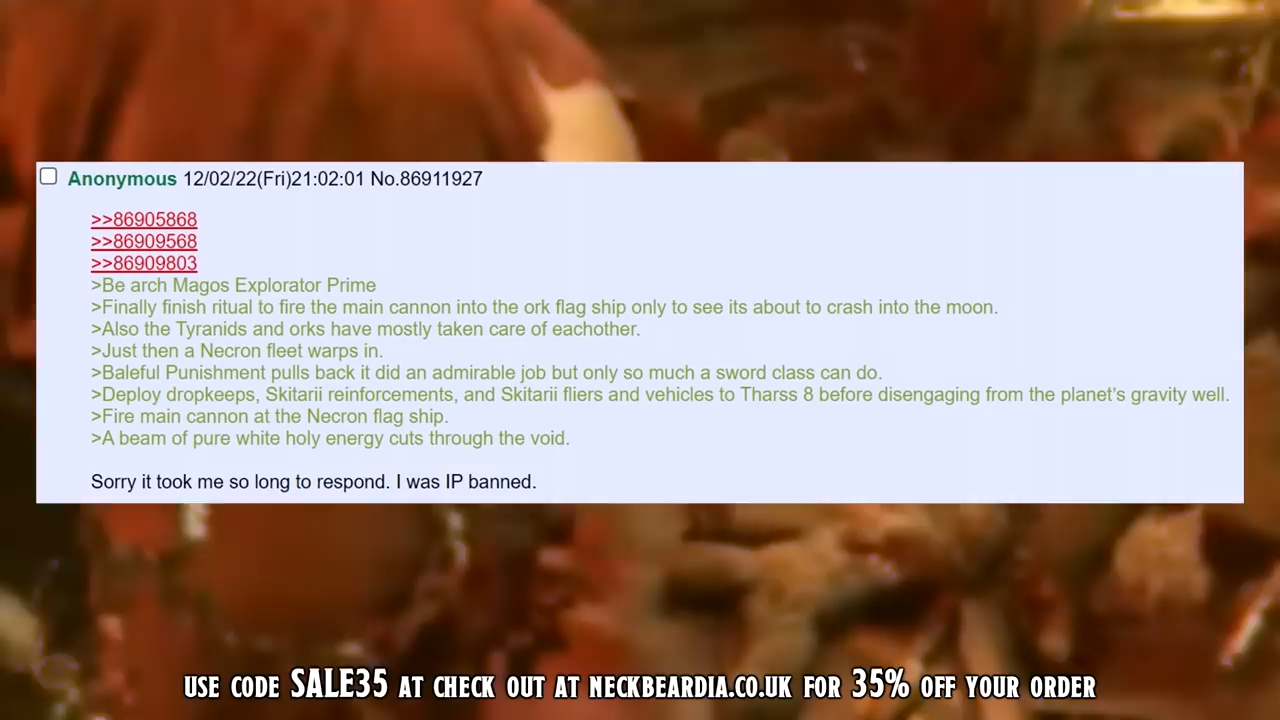 Anonymous 12/02/22(Fri)21:02:01 No.86911927
>>86905868
>>86909568
>>86909803
>Be arch Magos Explorator Prime
>Finally finish ritual to fire the main cannon into the ork flag ship only to see its about to crash into the moon.
>Also the Tyranids and orks have mostly taken care of eachother.
>Just then a Necron fleet warps in.
>Baleful Punishment pulls back it did an admirable job but only so much a sword class can do.
>Deploy dropkeeps, Skitarii reinforcements, and Skitarii fliers and vehicles to Tharss 8 before disengaging from the planet’s gravity well.
>Fire main cannon at the Necron flag ship.
>A beam of pure white holy energy cuts through the void.
Sorry it took me so long to respond. I was IP banned.
USE CODE SALE35 AT CHECK OUT AT NECKBEARDIA.CO.UK FOR 35% OFF YOUR ORDER